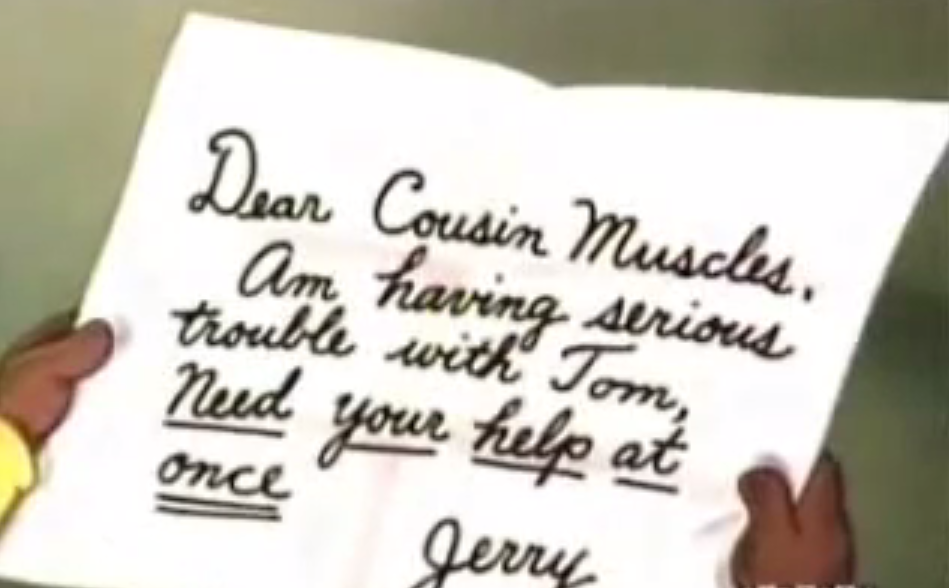 Dear Cousin Muscles,
Am having serious
trouble with Tom,
Need your help at
once
Jerry